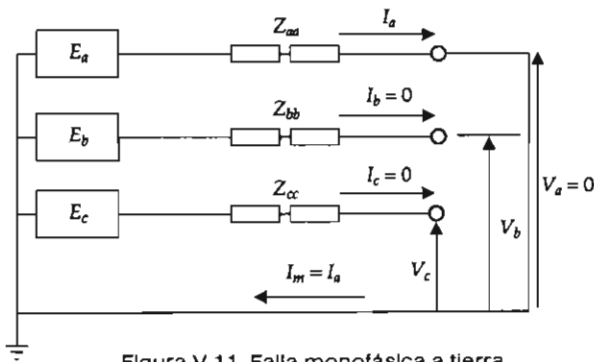 E_a
Z_aa
I_a
E_b
Z_bb
I_b = 0
E_c
Z_cc
I_c = 0
V_a = 0
V_b
V_c
I_m = I_a
Figura V.11. Falla monofásica a tierra